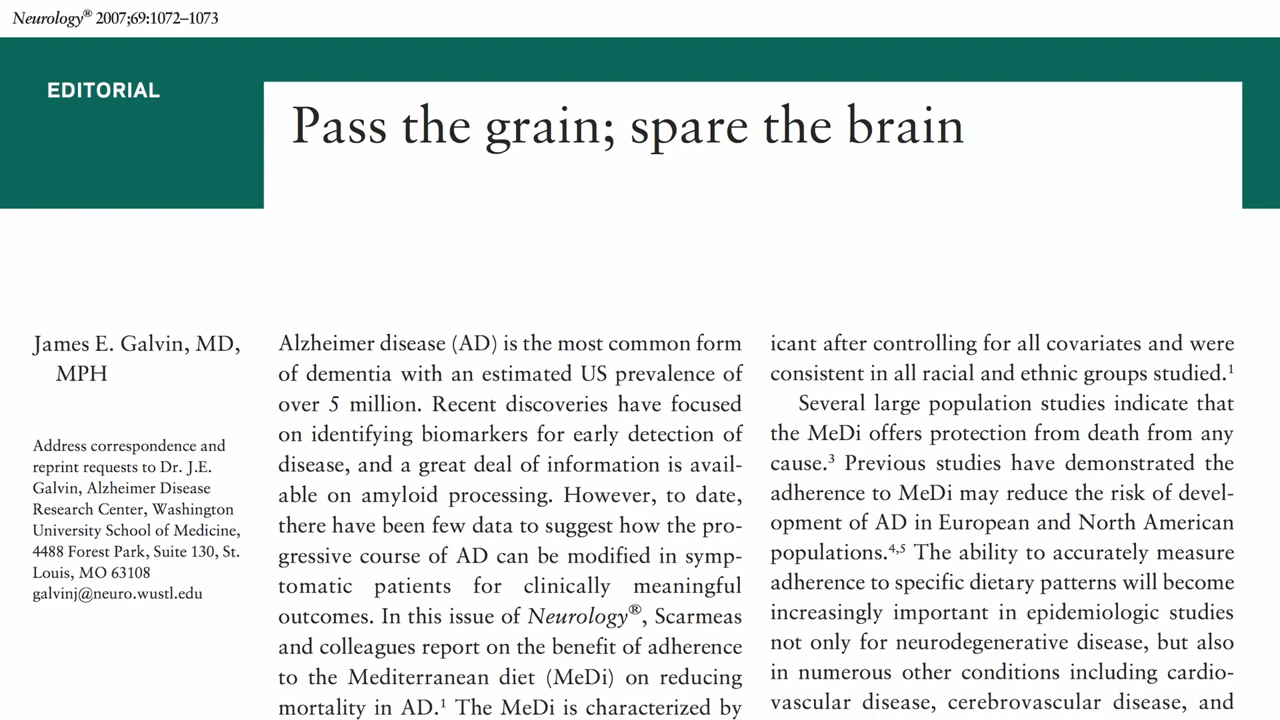 Neurology® 2007;69:1072–1073
EDITORIAL
Pass the grain; spare the brain
James E. Galvin, MD,
MPH
Address correspondence and
reprint requests to Dr. J.E.
Galvin, Alzheimer Disease
Research Center, Washington
University School of Medicine,
4488 Forest Park, Suite 130, St.
Louis, MO 63108
galvinj@neuro.wustl.edu
Alzheimer disease (AD) is the most common form
of dementia with an estimated US prevalence of
over 5 million. Recent discoveries have focused
on identifying biomarkers for early detection of
disease, and a great deal of information is avail-
able on amyloid processing. However, to date,
there have been few data to suggest how the pro-
gressive course of AD can be modified in symp-
tomatic patients for clinically meaningful
outcomes. In this issue of Neurology®, Scarmeas
and colleagues report on the benefit of adherence
to the Mediterranean diet (MeDi) on reducing
mortality in AD.¹ The MeDi is characterized by
icant after controlling for all covariates and were
consistent in all racial and ethnic groups studied.¹
Several large population studies indicate that
the MeDi offers protection from death from any
cause.³ Previous studies have demonstrated the
adherence to MeDi may reduce the risk of devel-
opment of AD in European and North American
populations.⁴,⁵ The ability to accurately measure
adherence to specific dietary patterns will become
increasingly important in epidemiologic studies
not only for neurodegenerative disease, but also
in numerous other conditions including cardio-
vascular disease, cerebrovascular disease, and